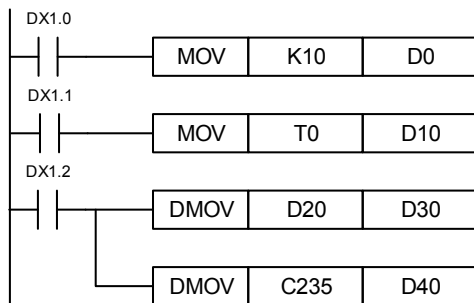 DX1.0
MOV K10 D0
DX1.1
MOV T0 D10
DX1.2
DMOV D20 D30
DMOV C235 D40